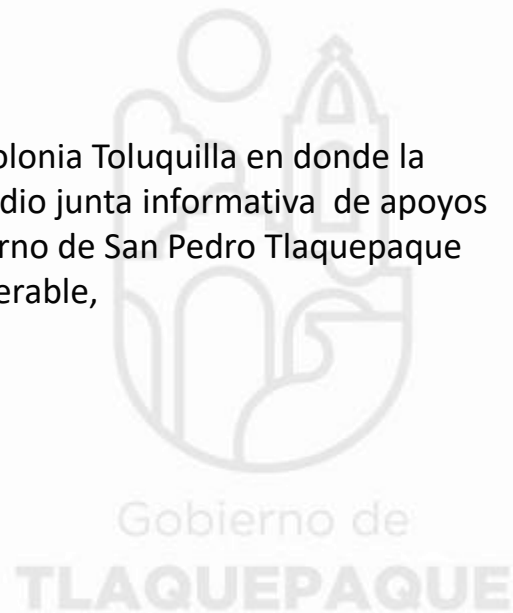 olonia Toluquilla en donde la
dio junta informativa  de apoyos
rno de San Pedro Tlaquepaque
erable,
Gobierno de
TLAQUEPAQUE